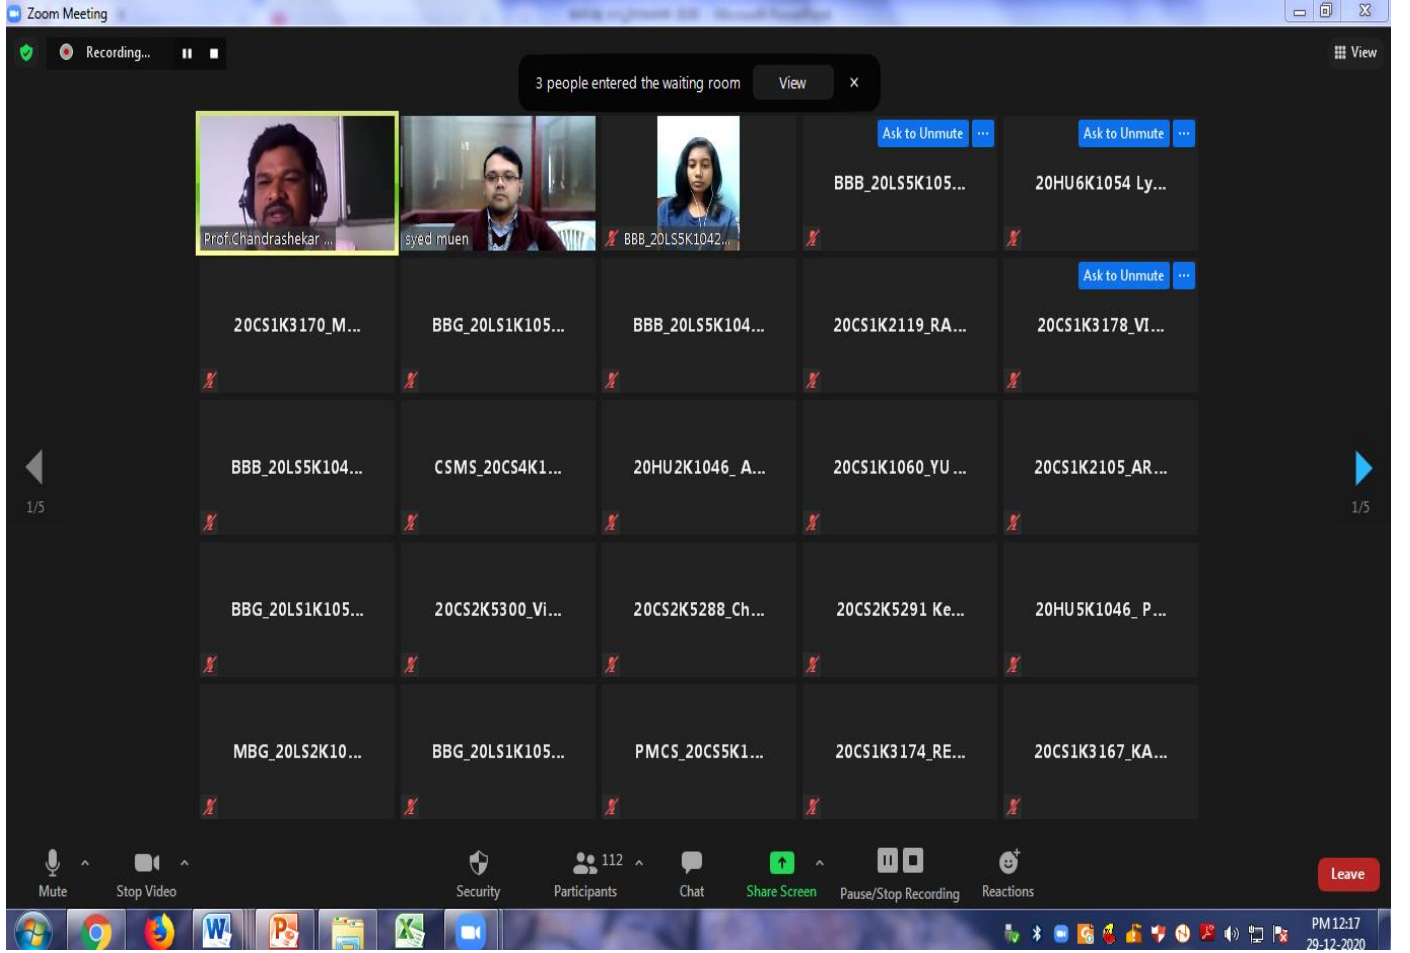 Zoom Meeting
Recording...
View
3 people entered the waiting room View ×
Ask to Unmute ...
Ask to Unmute ...
Prof.Chandrashekar ...
syed muen
BBB_20LS5K1042...
BBB_20LS5K105...
20HU6K1054 Ly...
Ask to Unmute ...
20CS1K3170_M...
BBG_20LS1K105...
BBB_20LS5K104...
20CS1K2119_RA...
20CS1K3178_VI...
BBB_20LS5K104...
CSMS_20CS4K1...
20HU2K1046_ A...
20CS1K1060_YU ...
20CS1K2105_AR...
1/5
1/5
BBG_20LS1K105...
20CS2K5300_Vi...
20CS2K5288_Ch...
20CS2K5291 Ke...
20HU5K1046_ P...
MBG_20LS2K10...
BBG_20LS1K105...
PMCS_20CS5K1...
20CS1K3174_RE...
20CS1K3167_KA...
Mute
Stop Video
Security
112
Participants
Chat
Share Screen
Pause/Stop Recording
Reactions
Leave
PM 12:17
29-12-2020